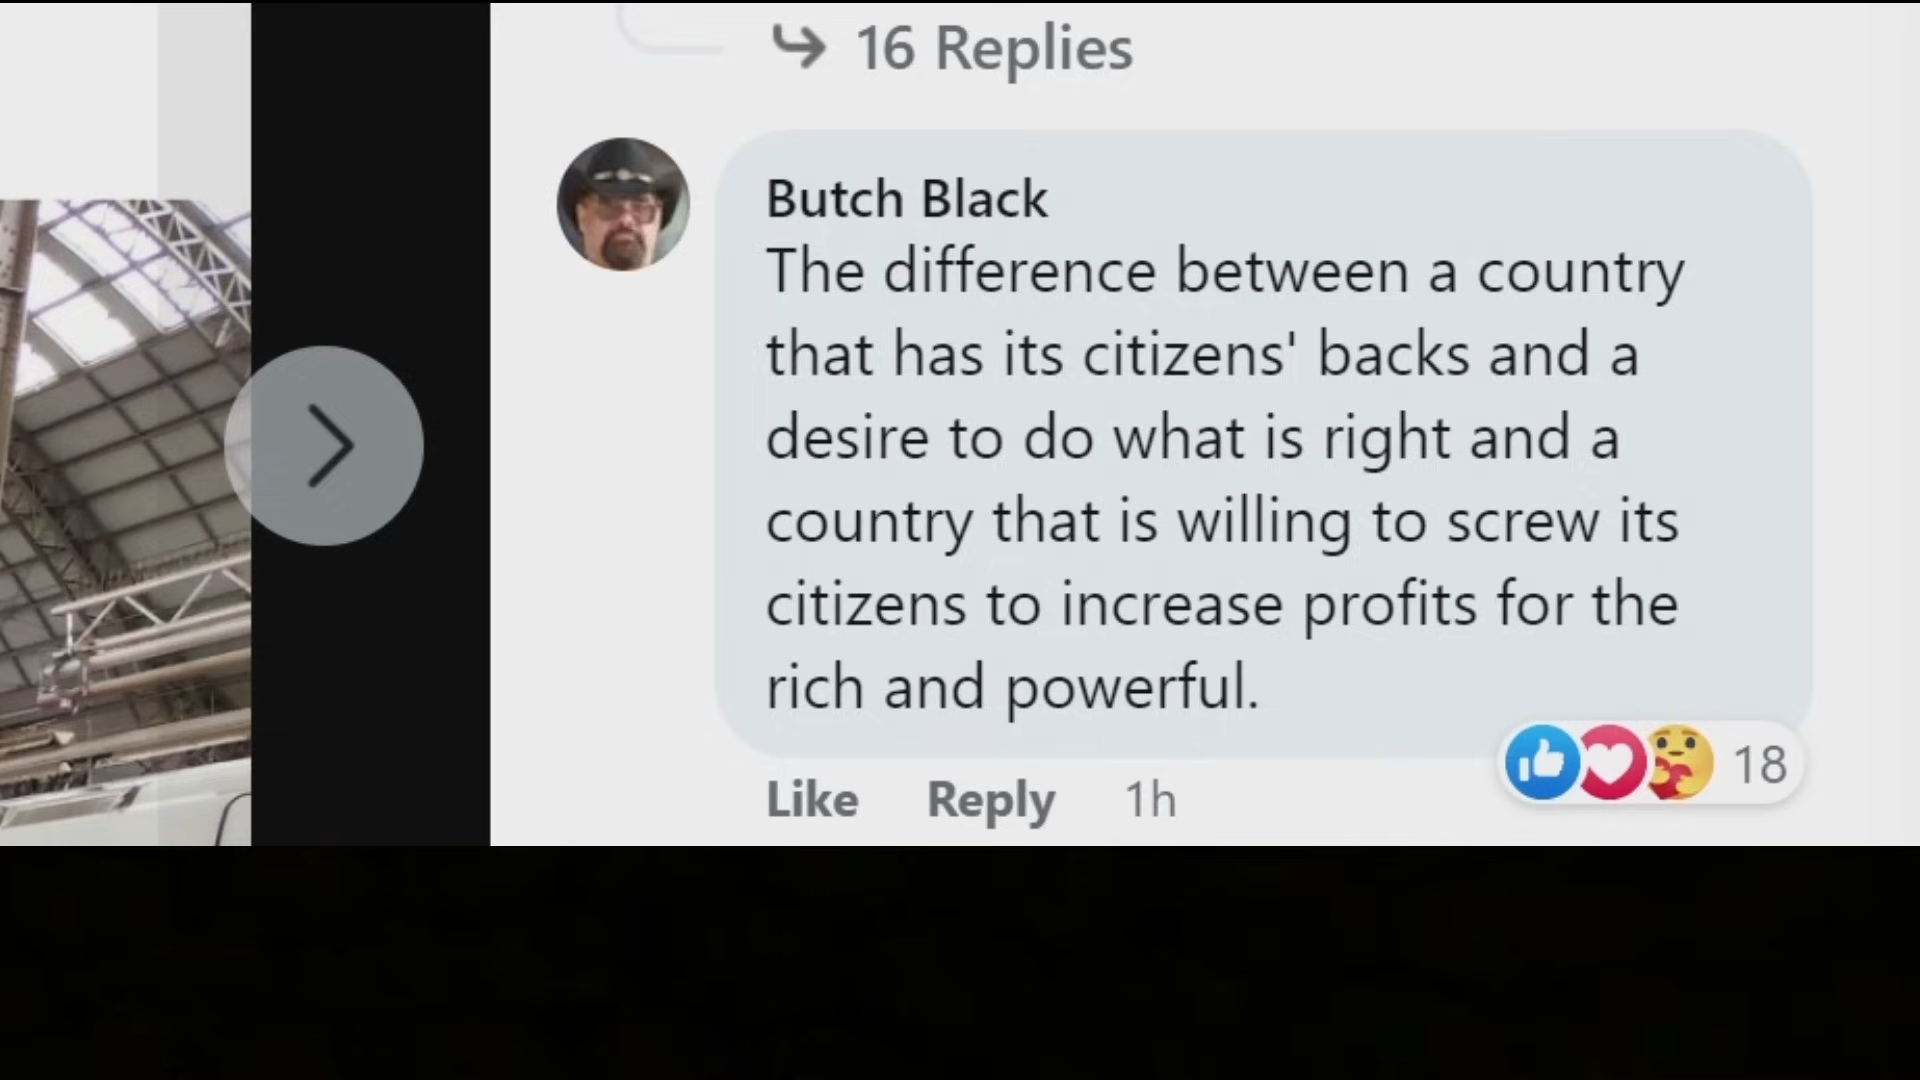 16 Replies
Butch Black
The difference between a country
that has its citizens' backs and a
desire to do what is right and a
country that is willing to screw its
citizens to increase profits for the
rich and powerful.
18
Like Reply 1h